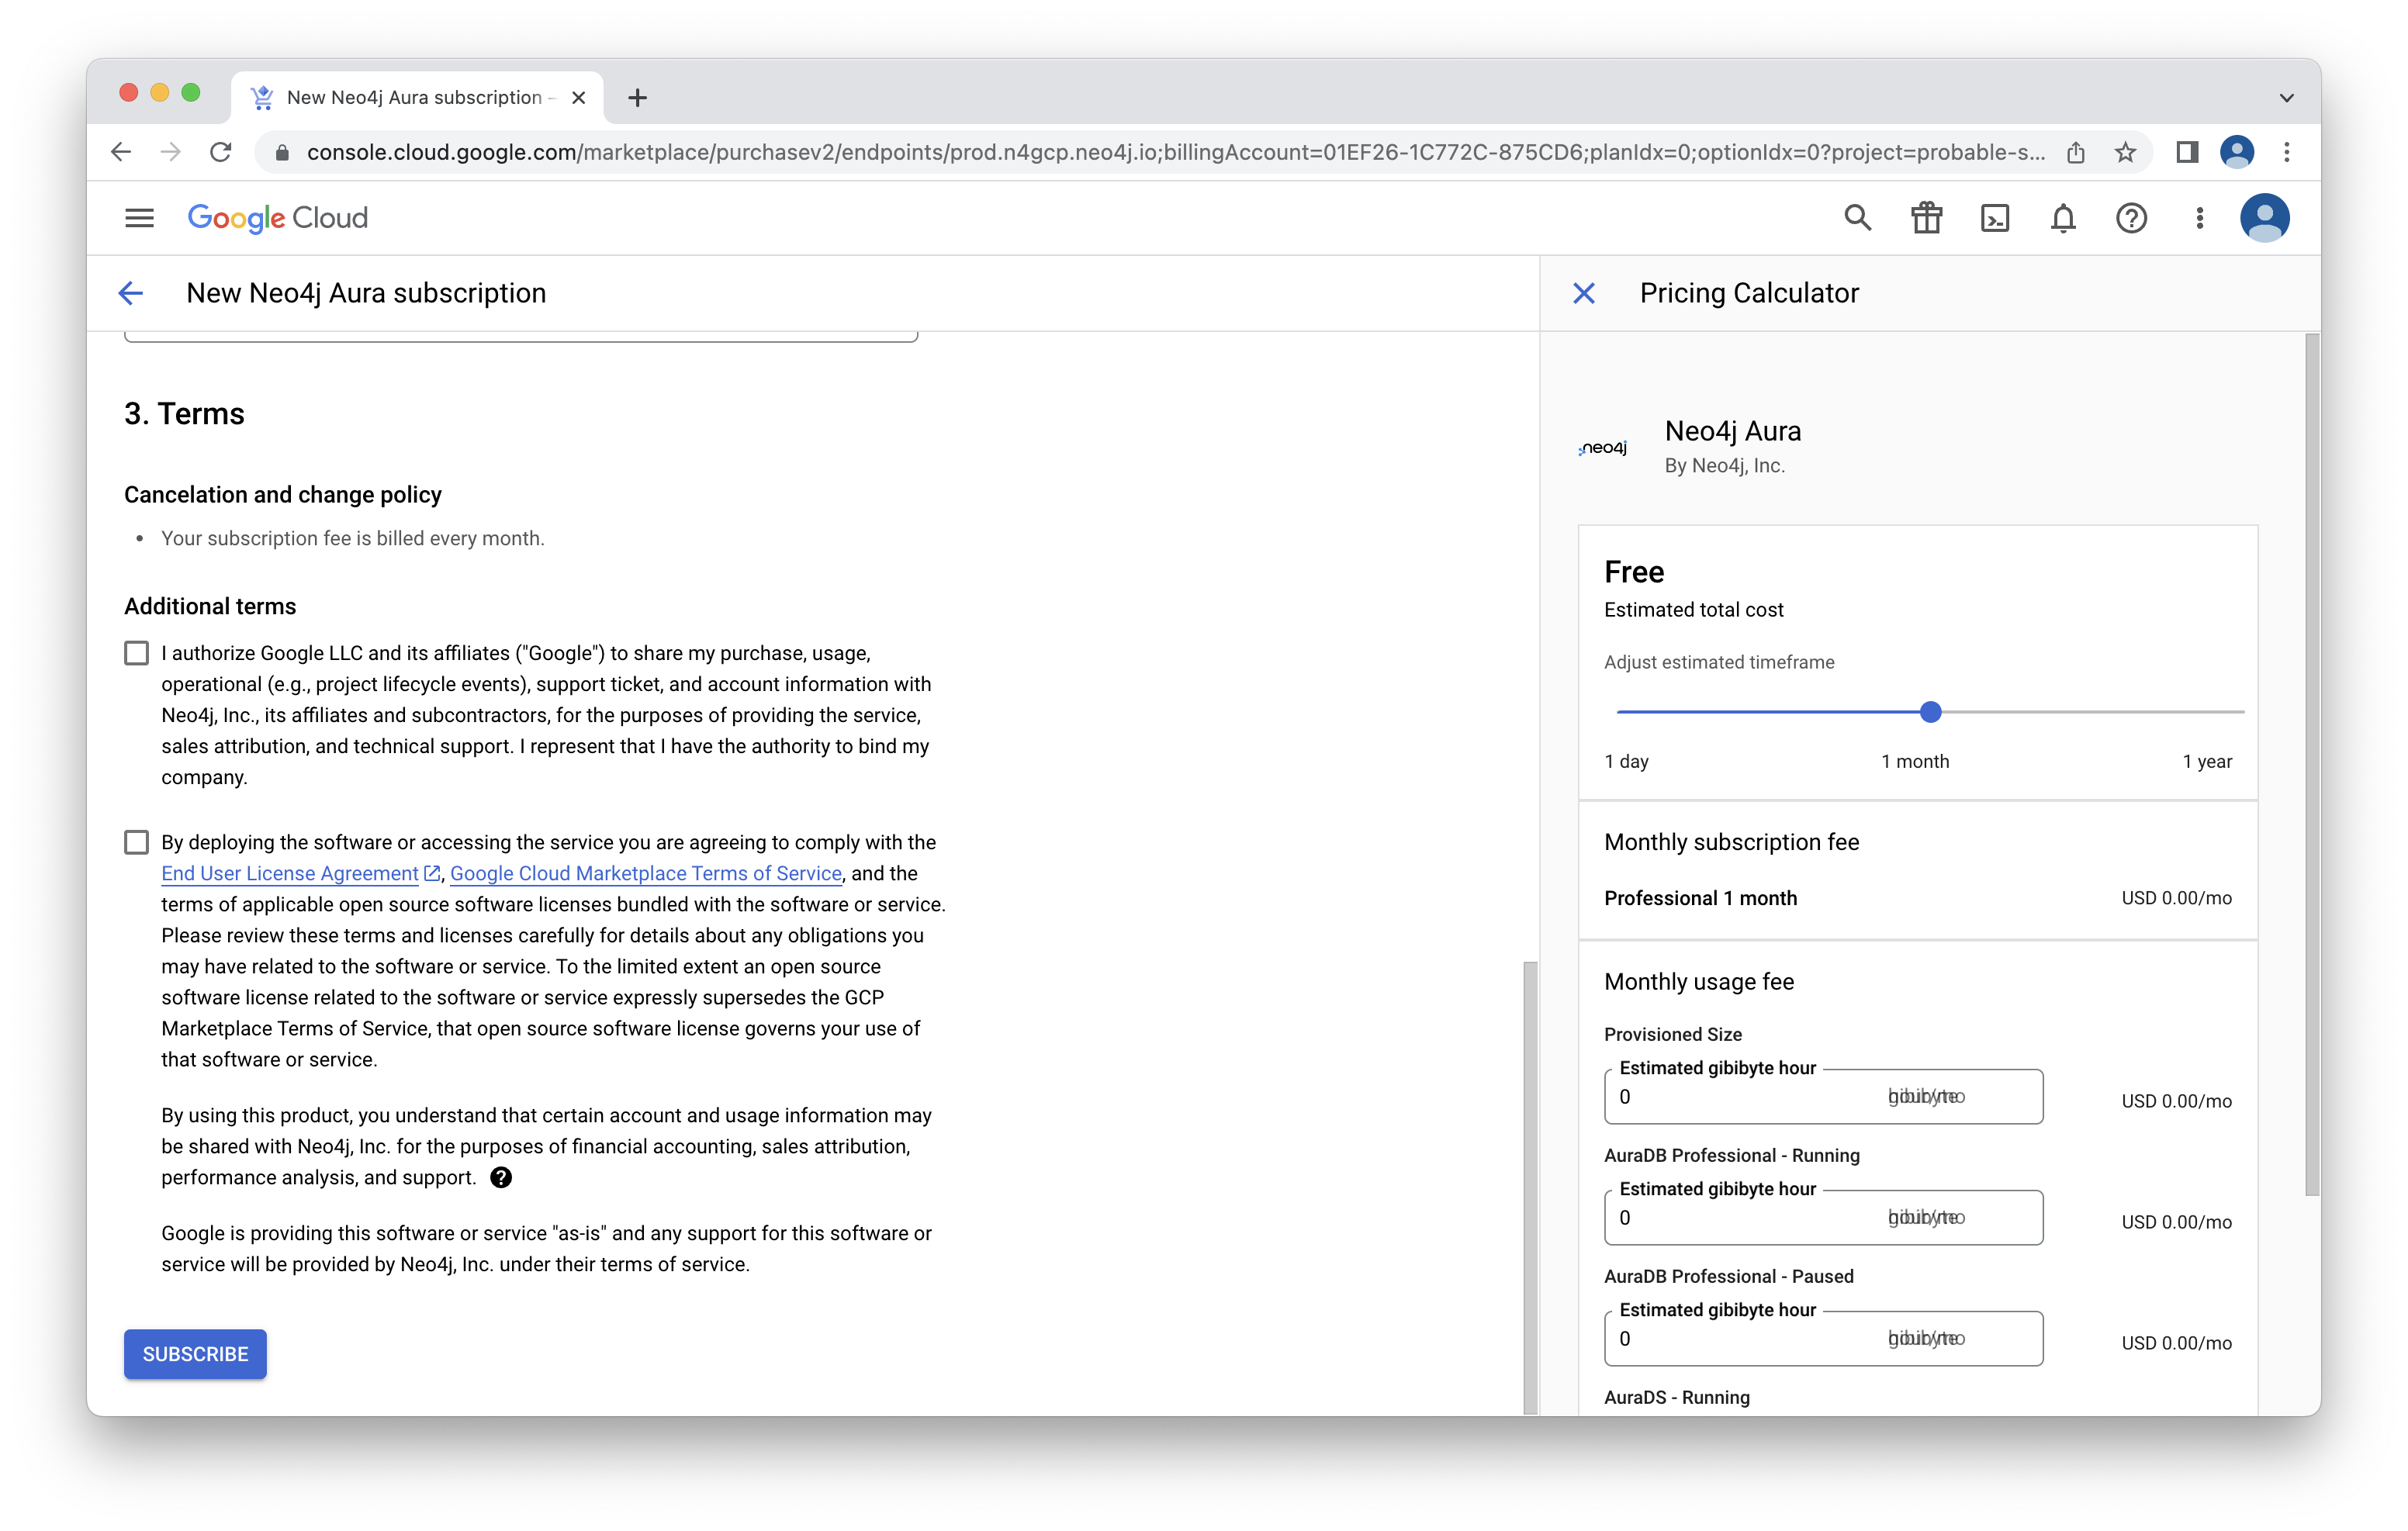 New Neo4j Aura subscription –
console.cloud.google.com/marketplace/purchasev2/endpoints/prod.n4gcp.neo4j.io;billingAccount=01EF26-1C772C-875CD6;planIdx=0;optionIdx=0?project=probable-s...
Google Cloud
New Neo4j Aura subscription
3. Terms
Cancelation and change policy
• Your subscription fee is billed every month.
Additional terms
I authorize Google LLC and its affiliates ("Google") to share my purchase, usage,
operational (e.g., project lifecycle events), support ticket, and account information with
Neo4j, Inc., its affiliates and subcontractors, for the purposes of providing the service,
sales attribution, and technical support. I represent that I have the authority to bind my
company.
By deploying the software or accessing the service you are agreeing to comply with the
End User License Agreement, Google Cloud Marketplace Terms of Service, and the
terms of applicable open source software licenses bundled with the software or service.
Please review these terms and licenses carefully for details about any obligations you
may have related to the software or service. To the limited extent an open source
software license related to the software or service expressly supersedes the GCP
Marketplace Terms of Service, that open source software license governs your use of
that software or service.
By using this product, you understand that certain account and usage information may
be shared with Neo4j, Inc. for the purposes of financial accounting, sales attribution,
performance analysis, and support.
Google is providing this software or service "as-is" and any support for this software or
service will be provided by Neo4j, Inc. under their terms of service.
SUBSCRIBE
Pricing Calculator
neo4j
Neo4j Aura
By Neo4j, Inc.
Free
Estimated total cost
Adjust estimated timeframe
1 day 1 month 1 year
Monthly subscription fee
Professional 1 month USD 0.00/mo
Monthly usage fee
Provisioned Size
Estimated gibibyte hour
0 USD 0.00/mo
AuraDB Professional - Running
Estimated gibibyte hour
0 USD 0.00/mo
AuraDB Professional - Paused
Estimated gibibyte hour
0 USD 0.00/mo
AuraDS - Running